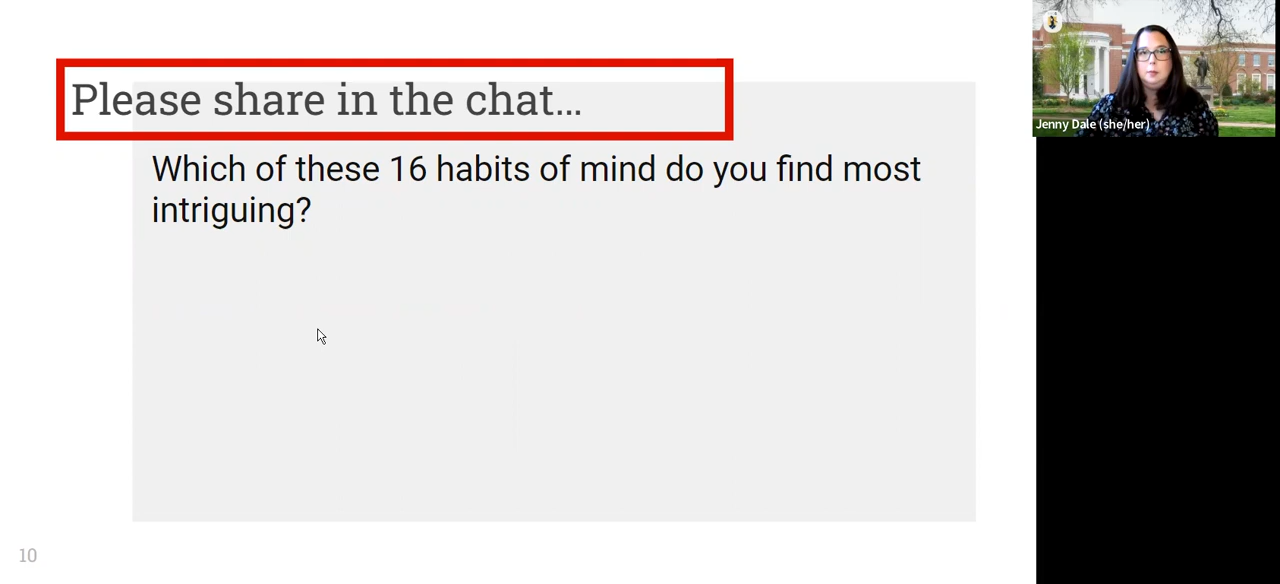 Please share in the chat...
Which of these 16 habits of mind do you find most
intriguing?
Jenny Dale (she/her)
10